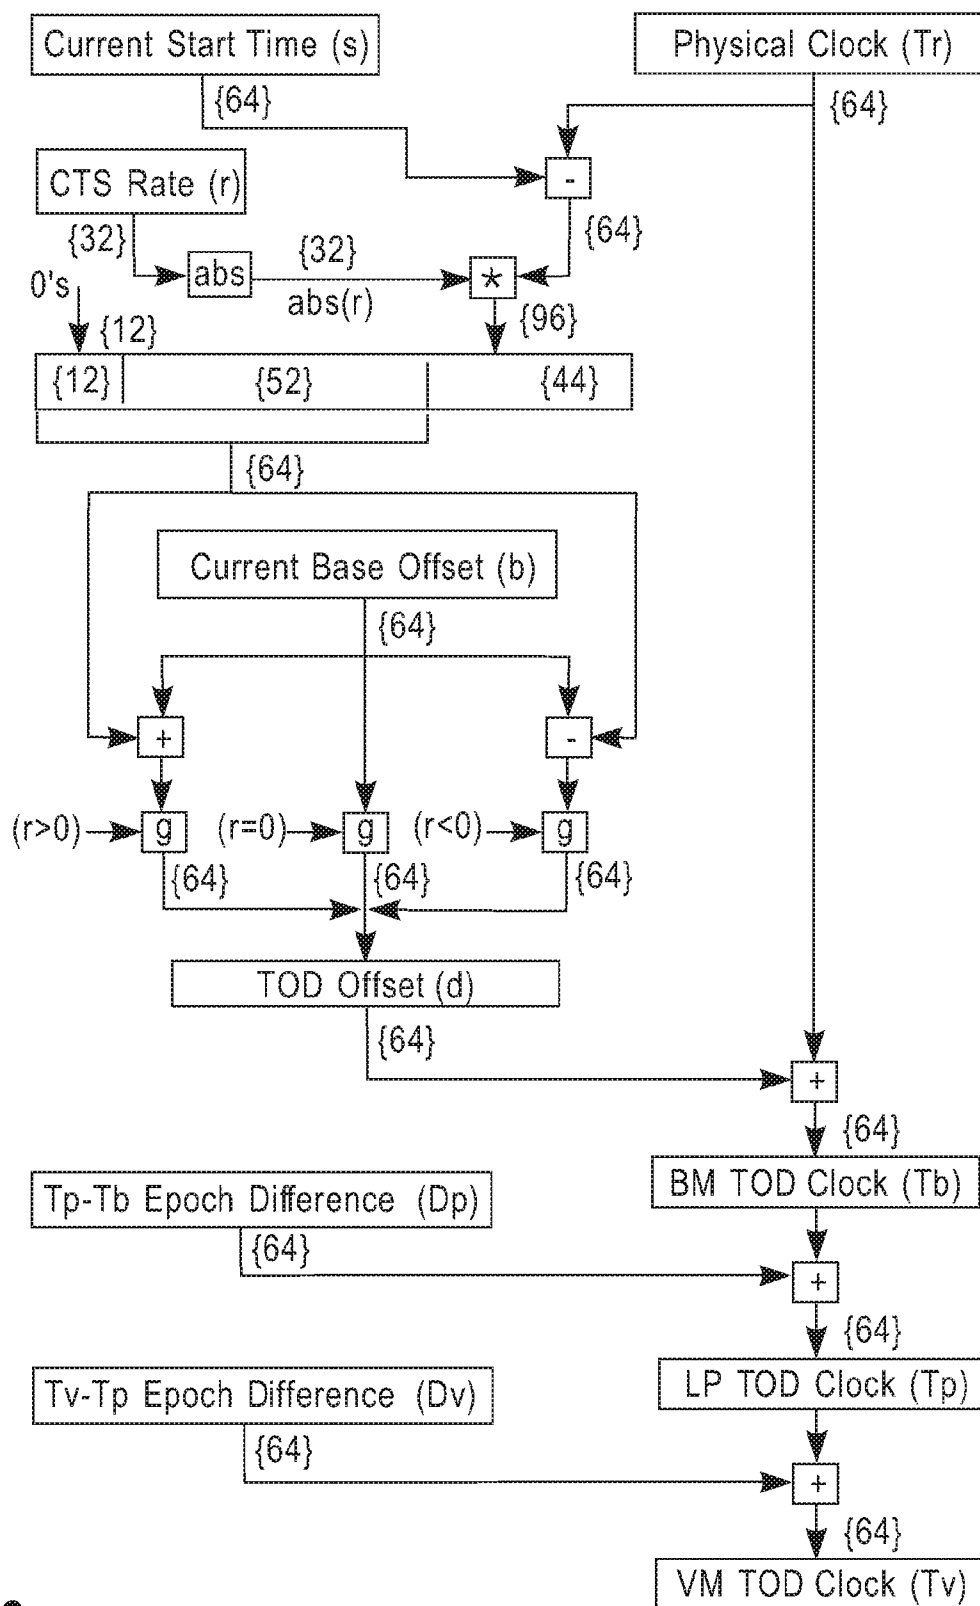 Current Start Time (s)
Physical Clock (Tr)
{64}
{64}
-
CTS Rate (r)
{32}
{32}
{64}
abs
*
0's
abs(r)
{12}
{96}
{12}
{52}
{44}
{64}
Current Base Offset (b)
{64}
+
-
(r>0)
g
(r=0)
g
(r<0)
g
{64}
{64}
{64}
TOD Offset (d)
{64}
+
{64}
BM TOD Clock (Tb)
Tp-Tb Epoch Difference (Dp)
{64}
+
{64}
LP TOD Clock (Tp)
Tv-Tp Epoch Difference (Dv)
{64}
+
{64}
VM TOD Clock (Tv)